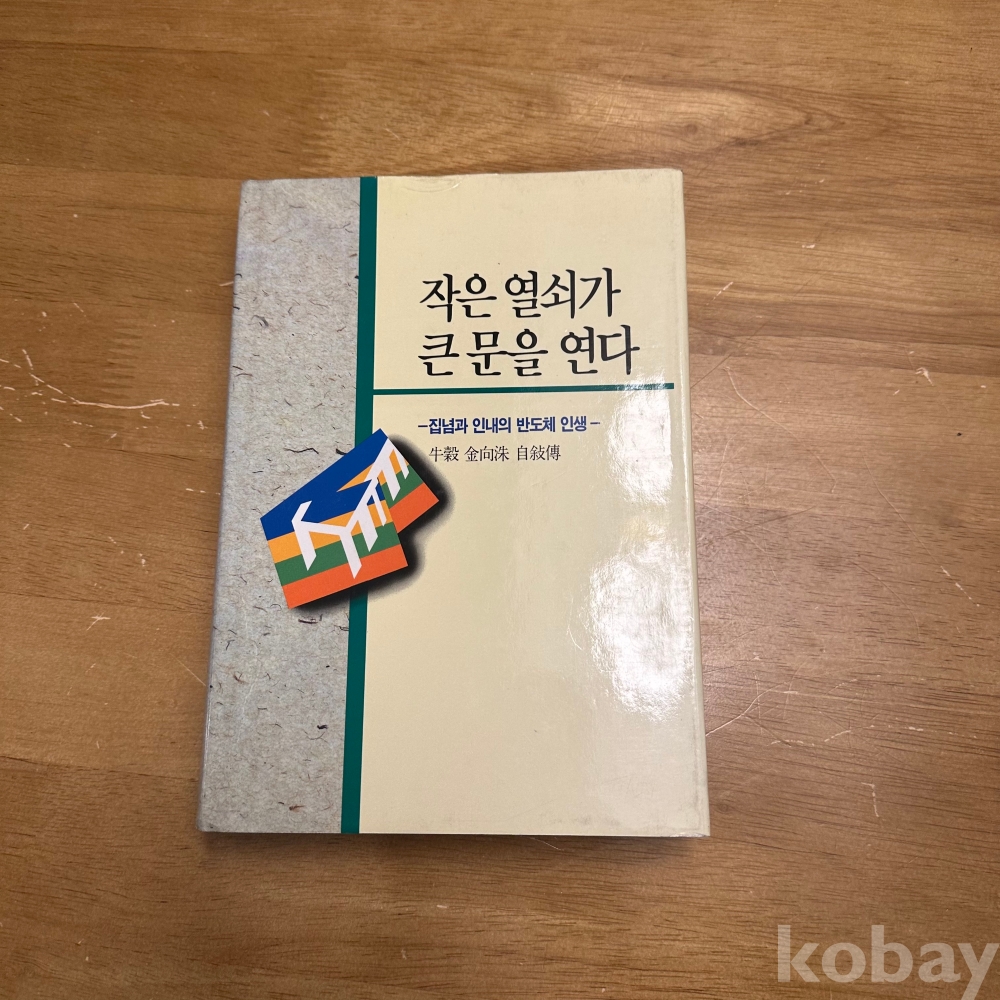 작은 열쇠가
큰 문을 연다
-집념과 인내의 반도체 인생-
牛穀 金向洙 自敍傳
kobay